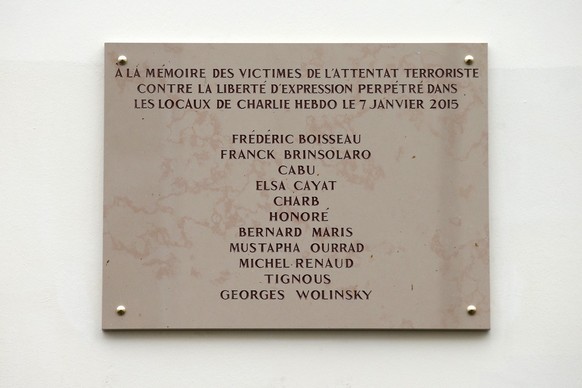 À LA MÉMOIRE DES VICTIMES DE L'ATTENTAT TERRORISTE
CONTRE LA LIBERTÉ D'EXPRESSION PERPÉTRÉ DANS
LES LOCAUX DE CHARLIE HEBDO LE 7 JANVIER 2015
FRÉDÉRIC BOISSEAU
FRANCK BRINSOLARO
CABU
ELSA CAYAT
CHARB
HONORÉ
BERNARD MARIS
MUSTAPHA OURRAD
MICHEL RENAUD
TIGNOUS
GEORGES WOLINSKY